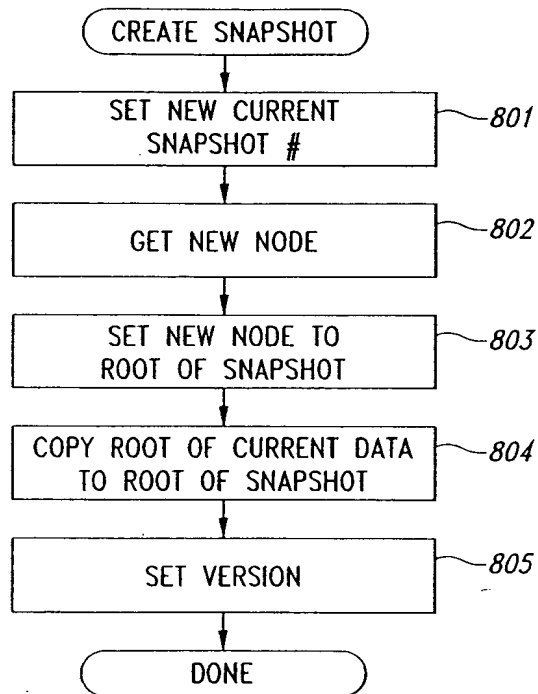 CREATE SNAPSHOT
SET NEW CURRENT
SNAPSHOT #
801
GET NEW NODE
802
SET NEW NODE TO
ROOT OF SNAPSHOT
803
COPY ROOT OF CURRENT DATA
TO ROOT OF SNAPSHOT
804
SET VERSION
805
DONE